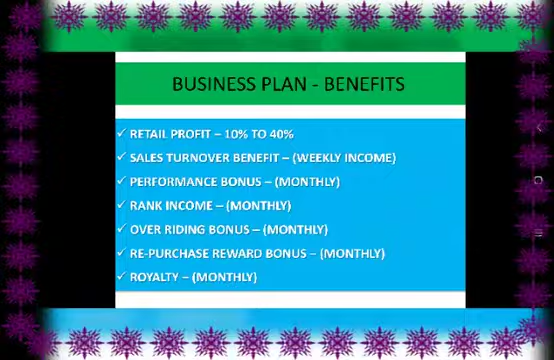 BUSINESS PLAN - BENEFITS
✓ RETAIL PROFIT – 10% TO 40%
✓ SALES TURNOVER BENEFIT – (WEEKLY INCOME)
✓ PERFORMANCE BONUS – (MONTHLY)
✓ RANK INCOME – (MONTHLY)
✓ OVER RIDING BONUS – (MONTHLY)
✓ RE-PURCHASE REWARD BONUS – (MONTHLY)
✓ ROYALTY – (MONTHLY)